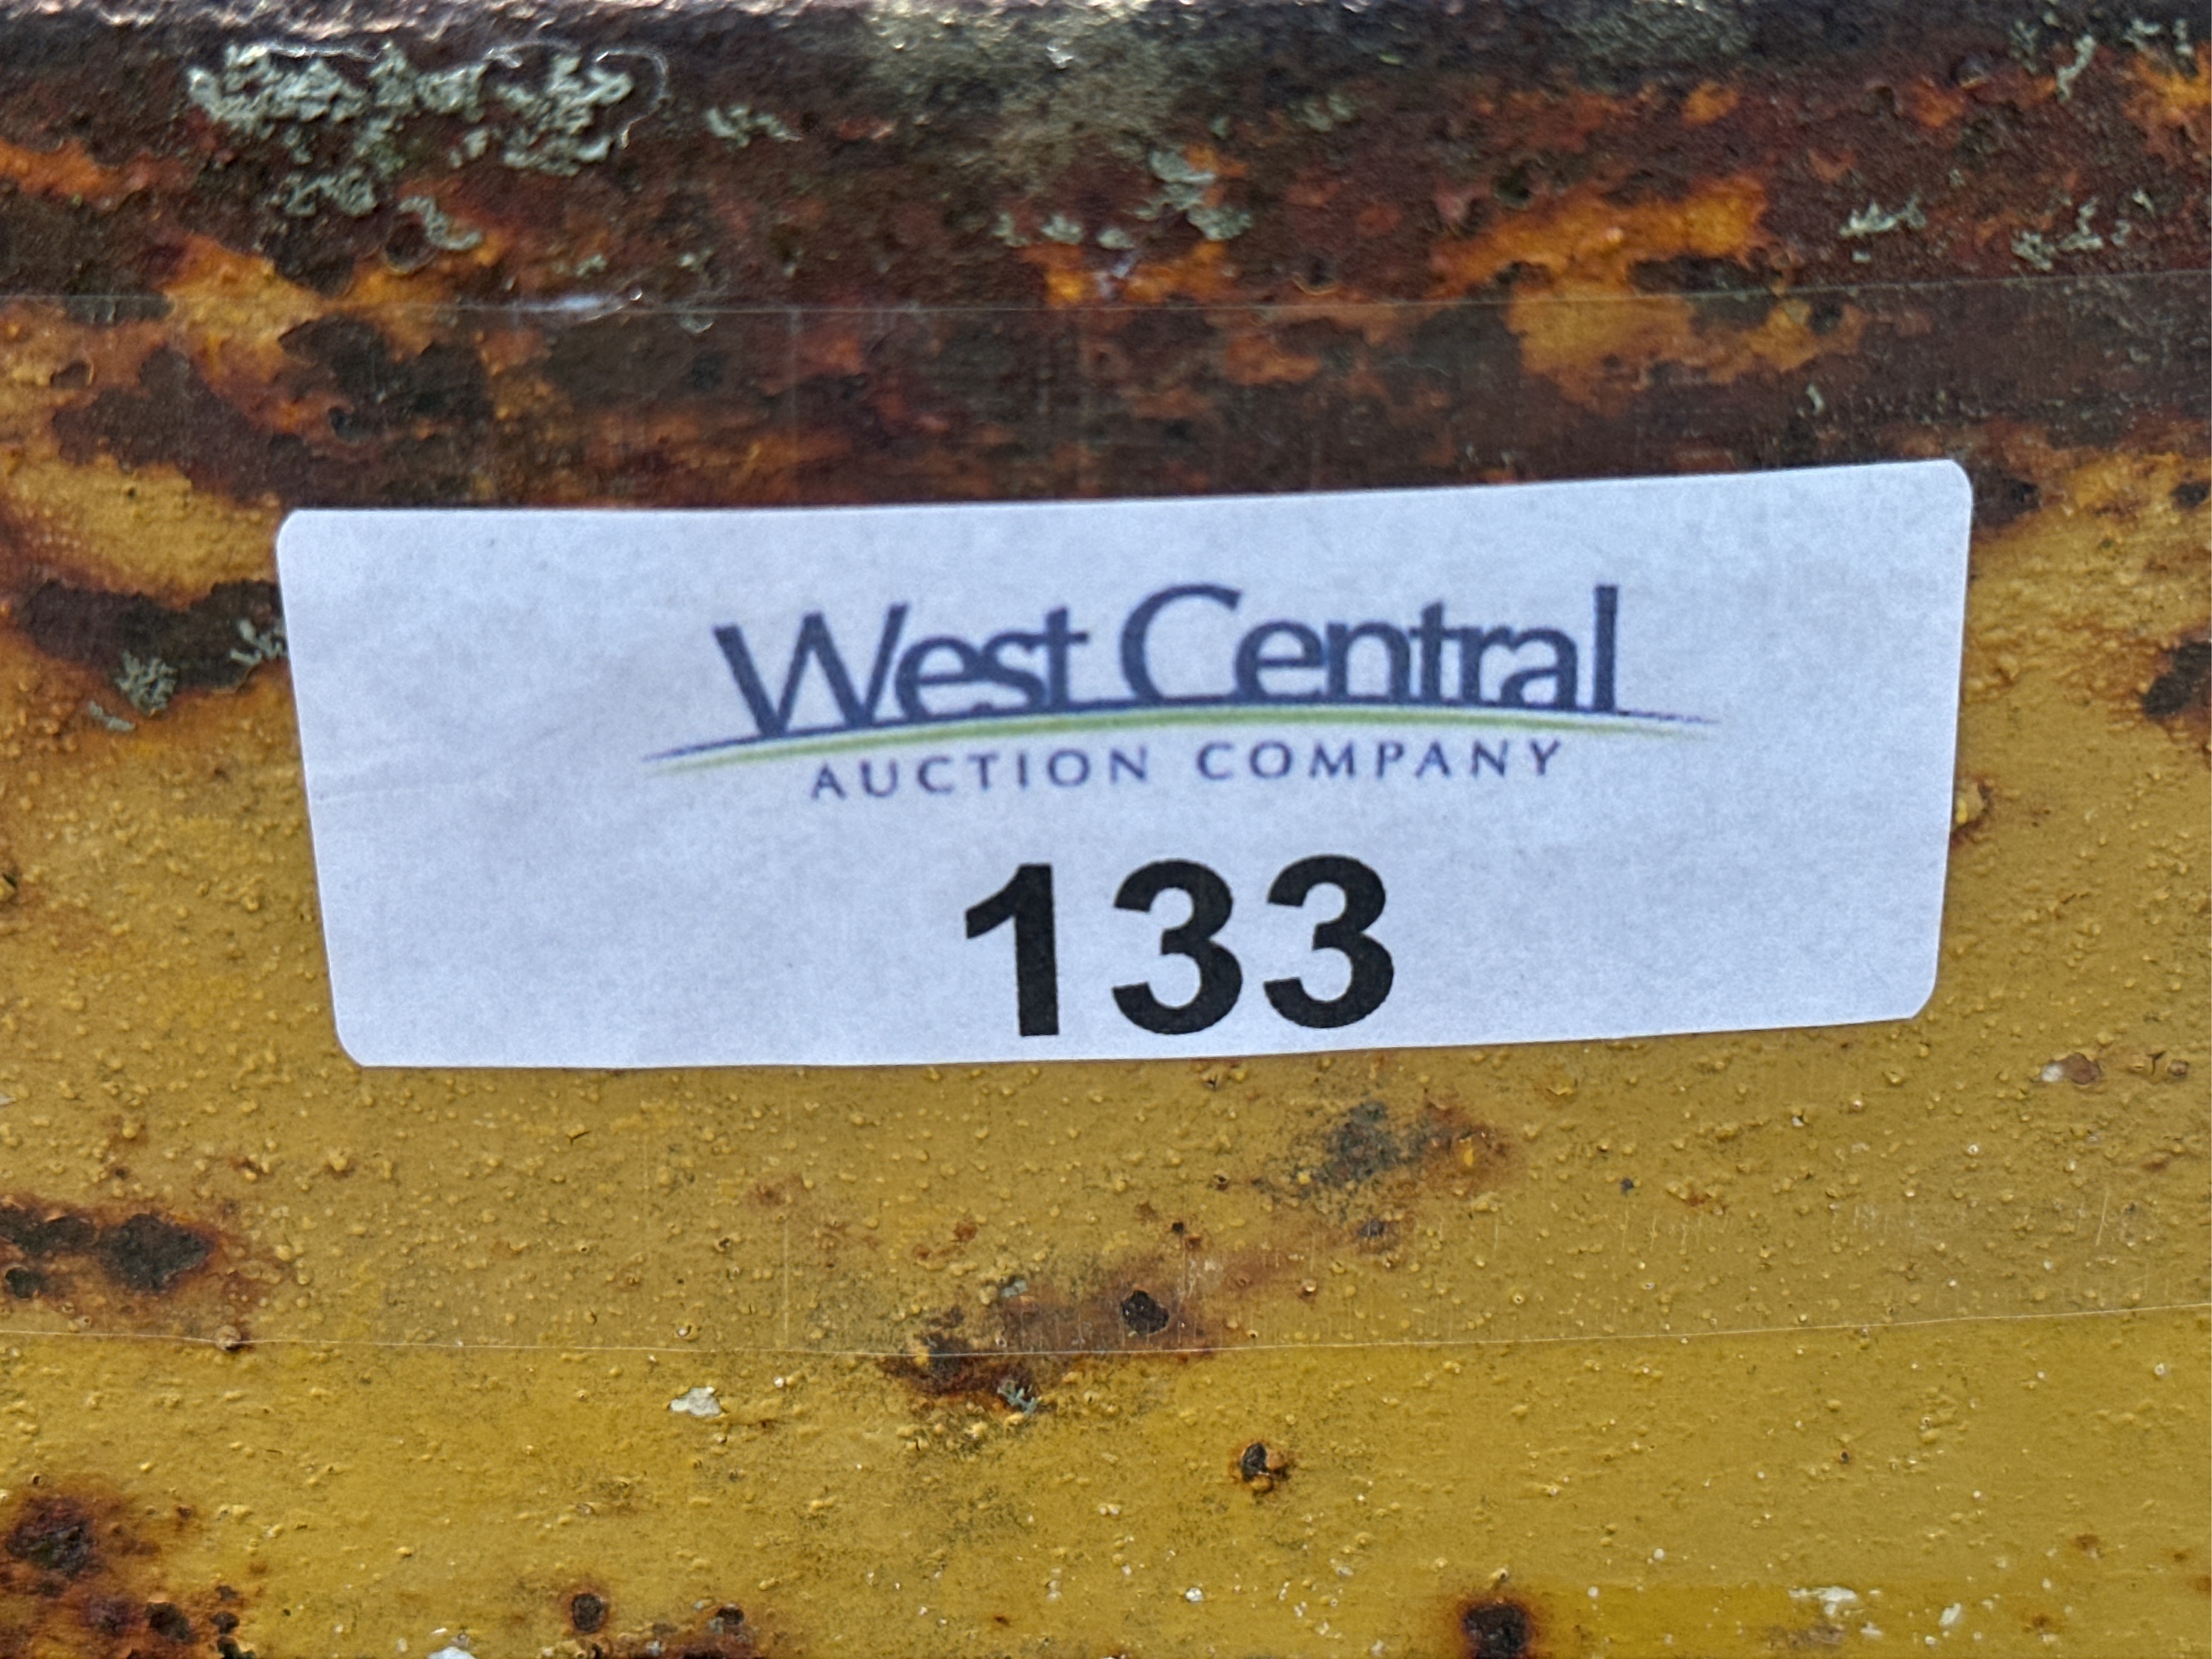 West Central
AUCTION COMPANY
133